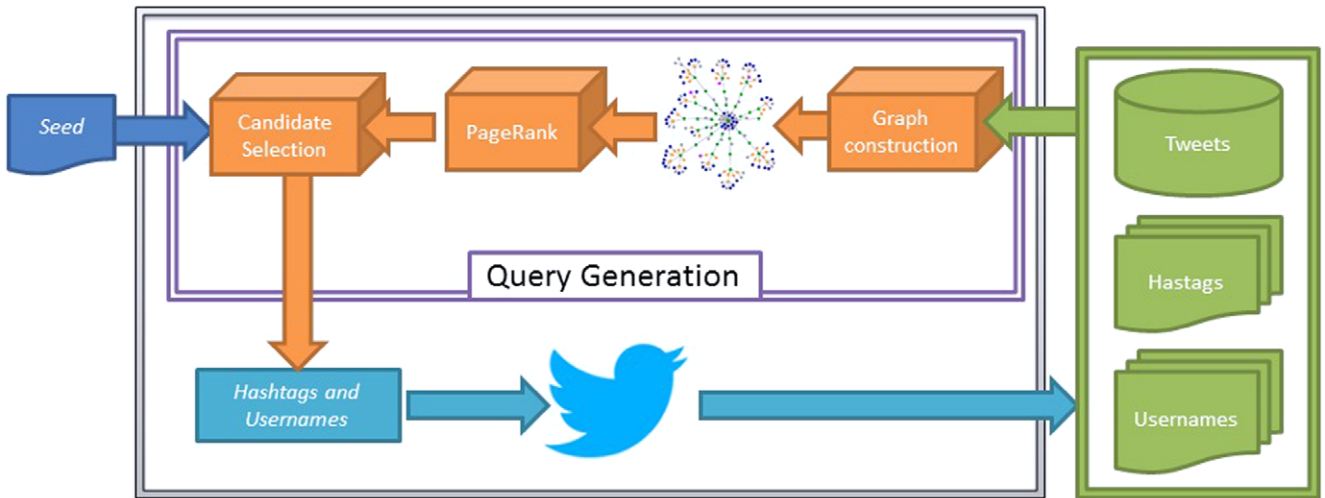 Seed
Candidate
Selection
PageRank
Graph
construction
Tweets
Query Generation
Hastags
Hashtags and
Usernames
Usernames